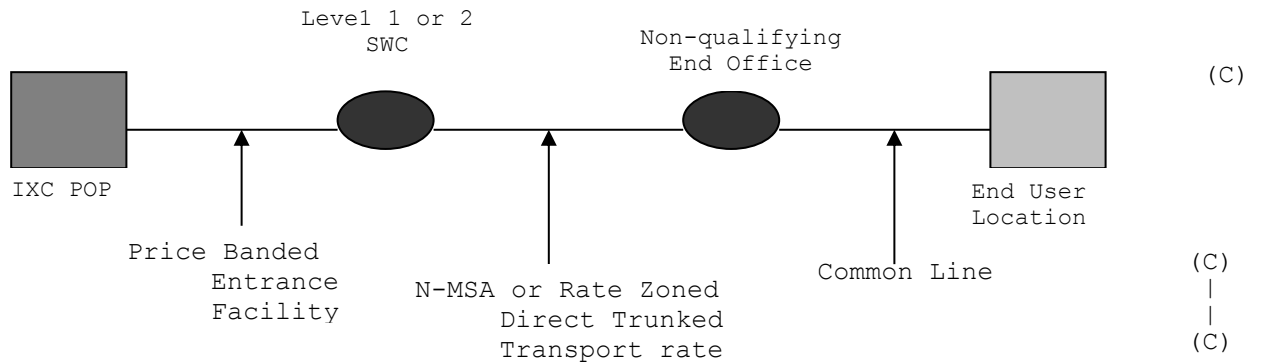 Level 1 or 2
SWC
Non-qualifying
End Office
(C)
IXC POP
End User
Location
Price Banded
Entrance
Facility
N-MSA or Rate Zoned
Direct Trunked
Transport rate
Common Line
(C)
|
|
(C)